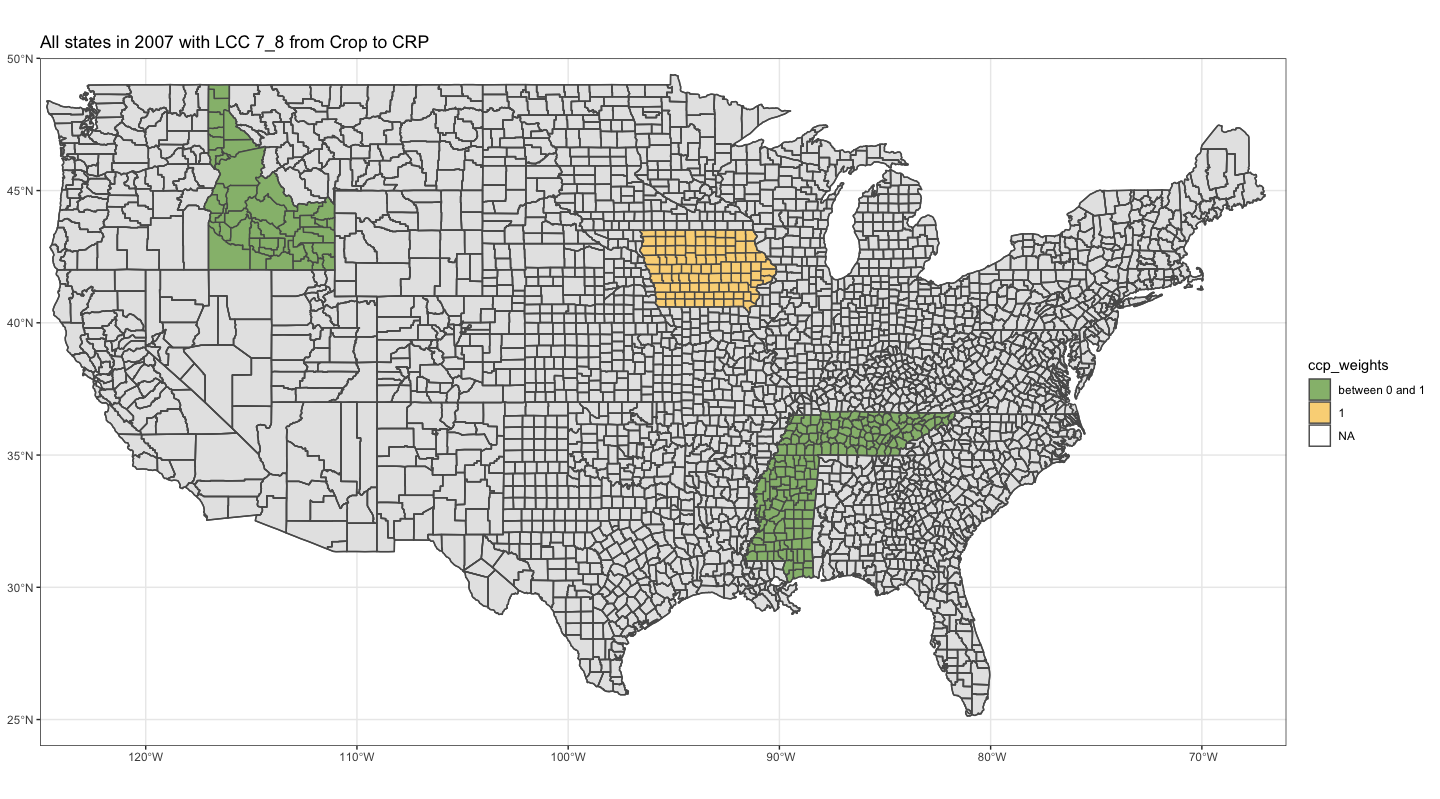 All states in 2007 with LCC 7_8 from Crop to CRP
50°N
45°N
40°N
35°N
30°N
25°N
120°W
110°W
100°W
90°W
80°W
70°W
ccp_weights
between 0 and 1
1
NA